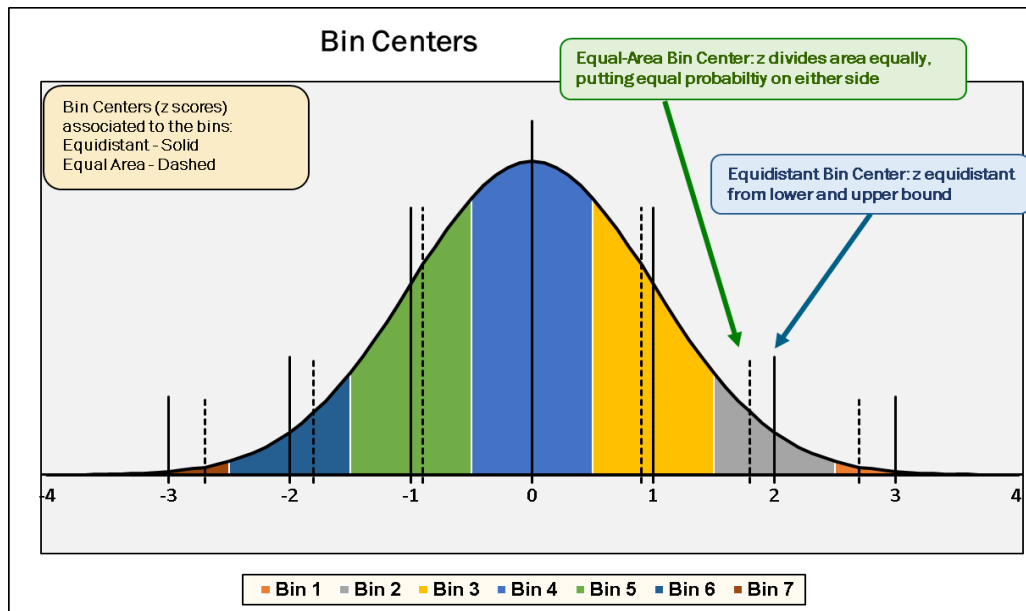 Bin Centers
Equal-Area Bin Center: z divides area equally,
putting equal probabiltiy on either side
Bin Centers (z scores)
associated to the bins:
Equidistant - Solid
Equal Area - Dashed
Equidistant Bin Center: z equidistant
from lower and upper bound
-4 -3 -2 -1 0 1 2 3 4
Bin 1 Bin 2 Bin 3 Bin 4 Bin 5 Bin 6 Bin 7